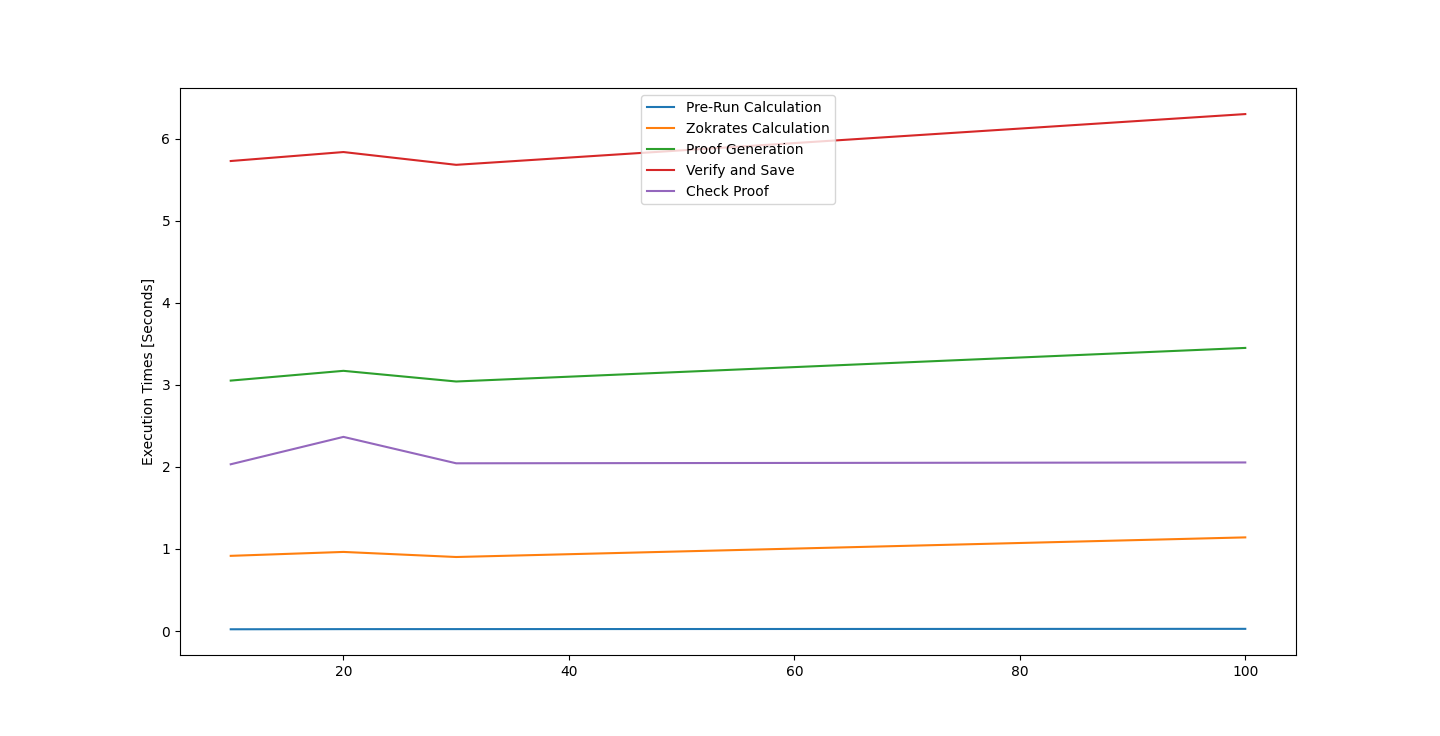 Pre-Run Calculation
Zokrates Calculation
Proof Generation
Verify and Save
Check Proof
Execution Times [Seconds]
6
5
4
3
2
1
0
20 40 60 80 100